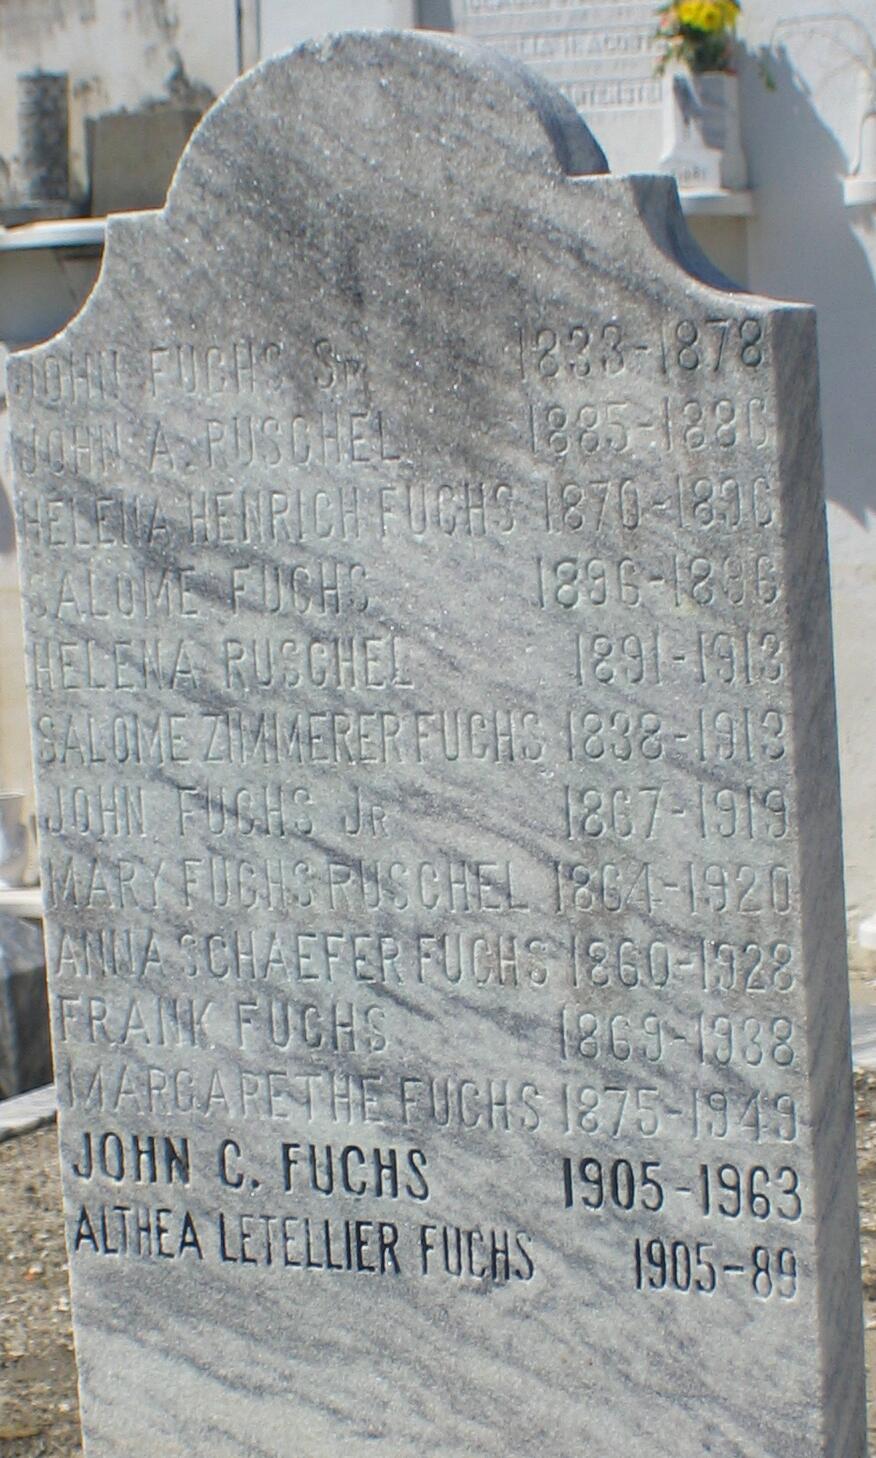 JOHN FUCHS SR 1833-1878
JOHN A. RUSCHEL 1885-1886
HELENA HENRICH FUCHS 1870-1896
SALOME FUCHS 1896-1896
HELENA RUSCHEL 1891-1913
SALOME ZIMMERER FUCHS 1838-1913
JOHN FUCHS JR 1867-1919
MARY FUCHS RUSCHEL 1864-1920
ANNA SCHAEFER FUCHS 1860-1928
FRANK FUCHS 1869-1938
MARGARETHE FUCHS 1875-1949
JOHN C. FUCHS 1905-1963
ALTHEA LETELLIER FUCHS 1905-89